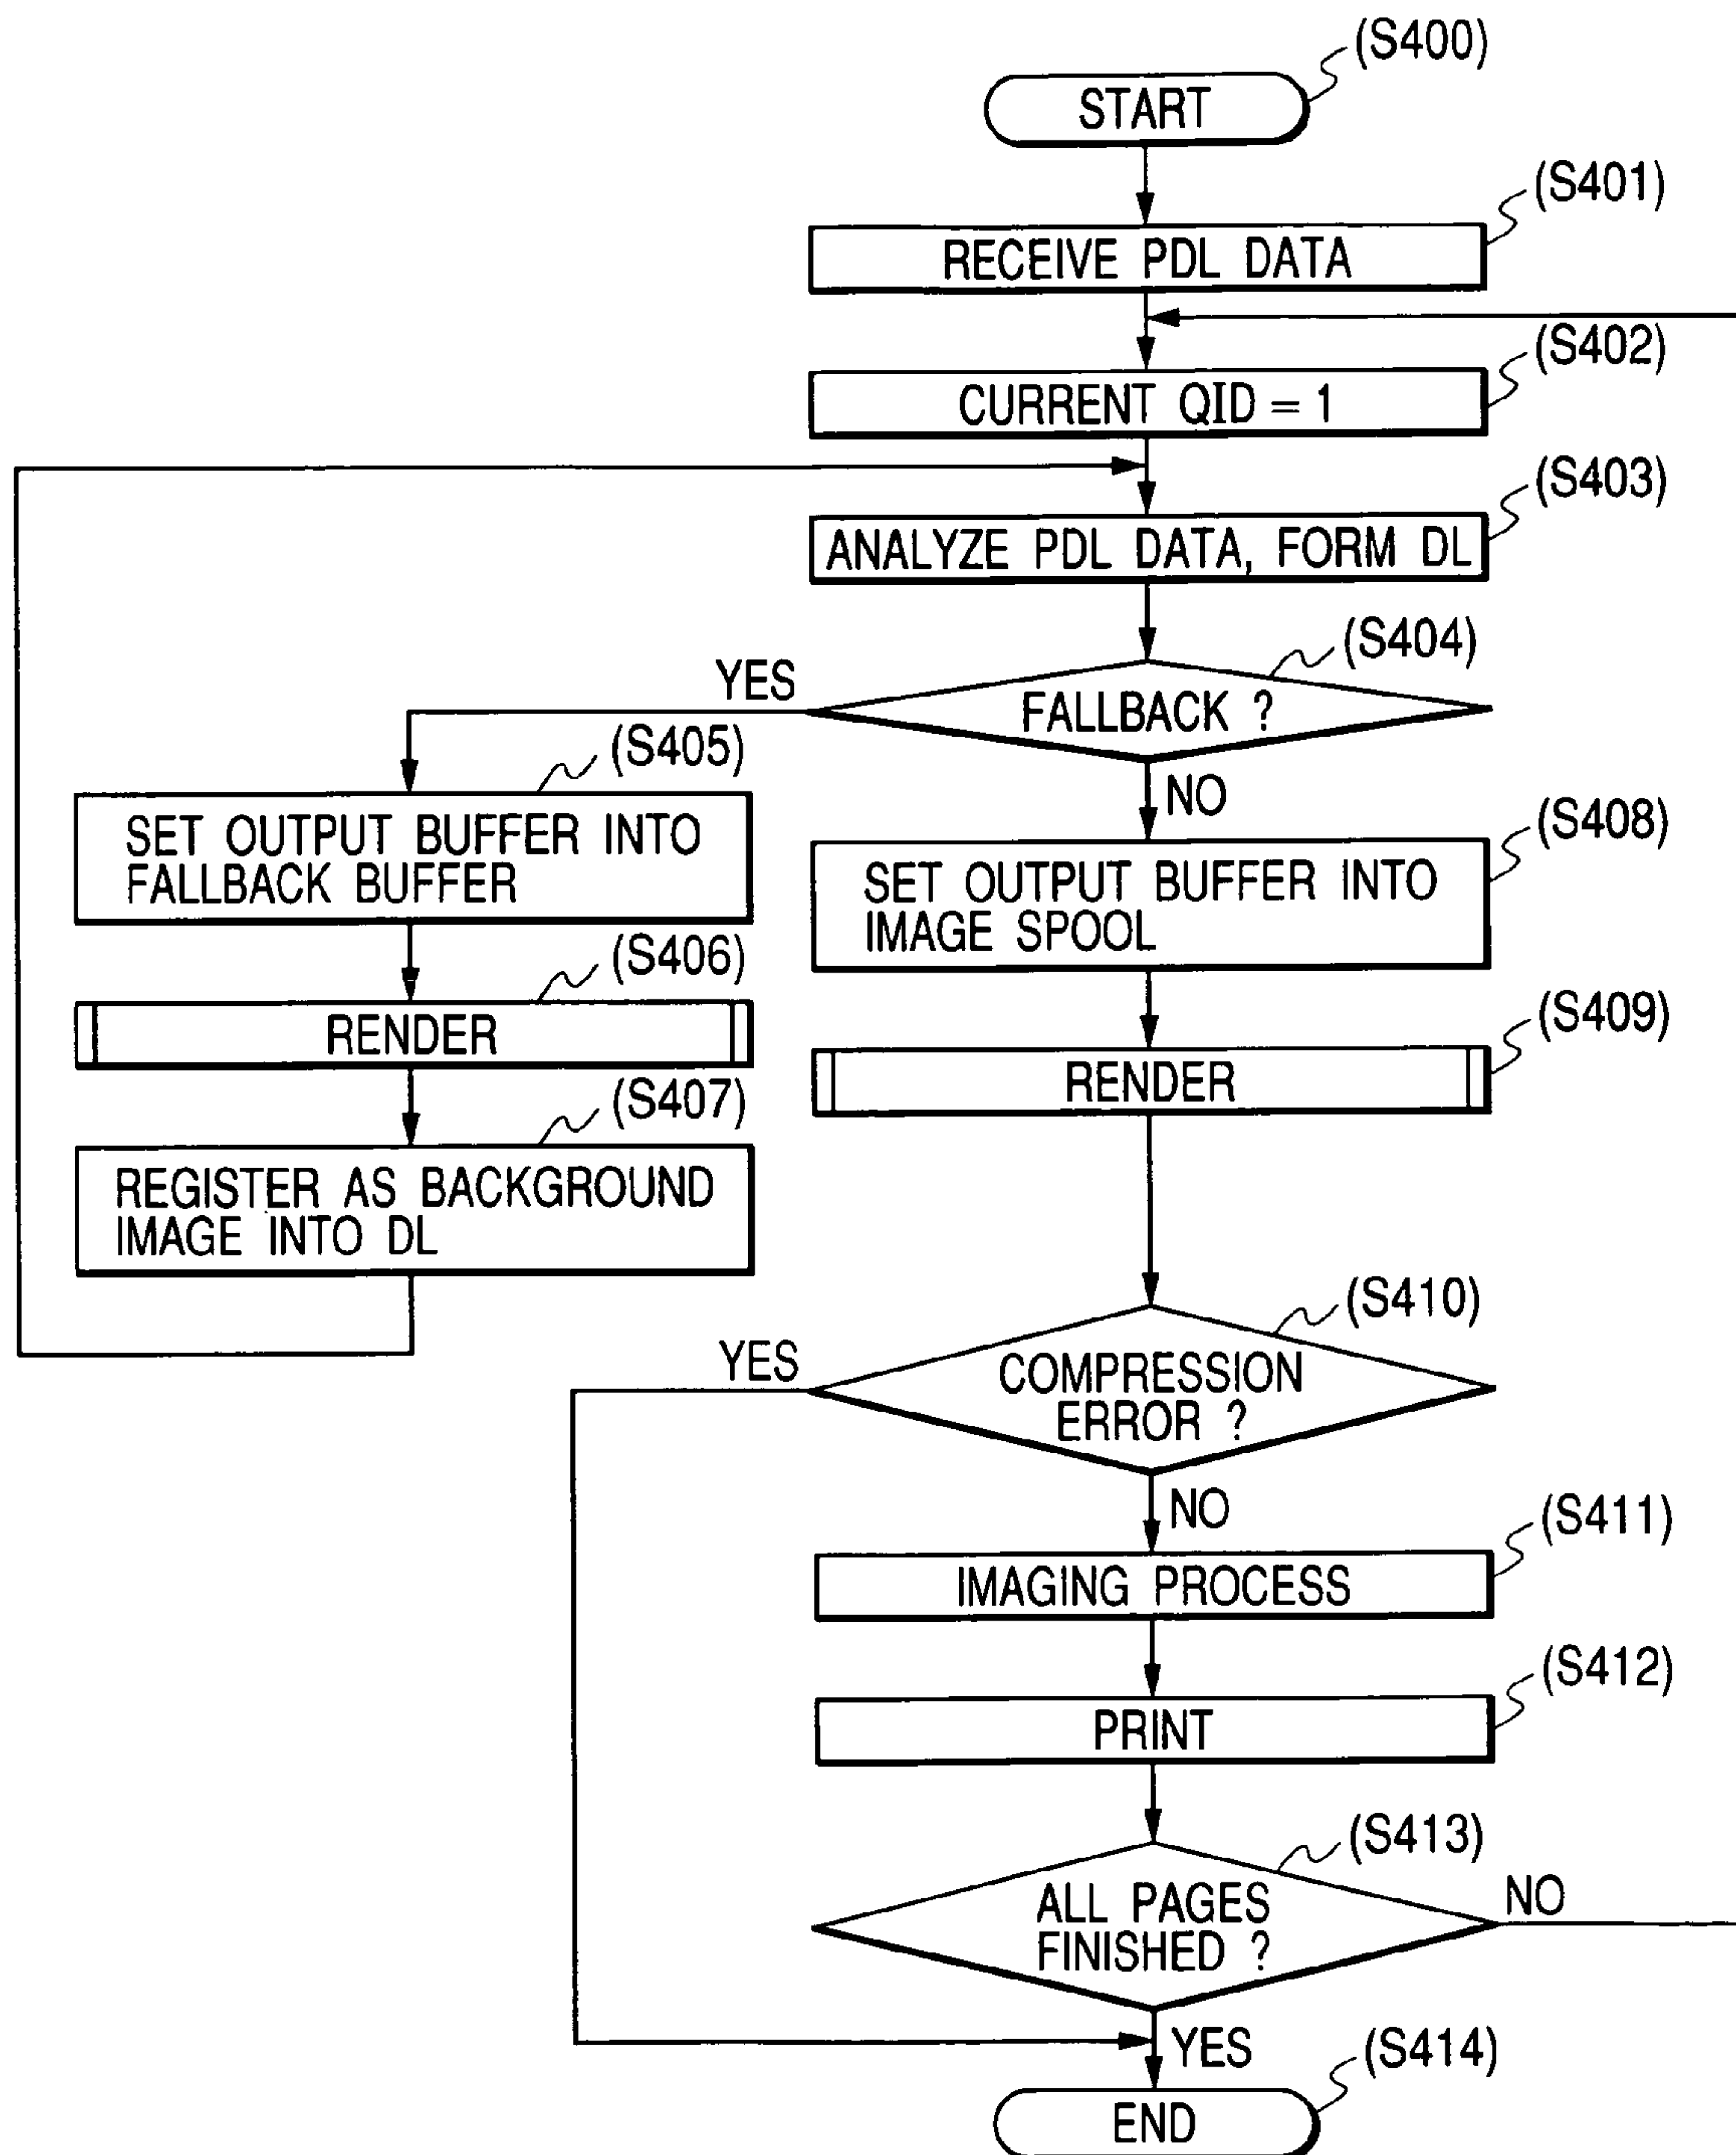 (S400)
START
(S401)
RECEIVE PDL DATA
(S402)
CURRENT QID = 1
(S403)
ANALYZE PDL DATA, FORM DL
(S404)
YES
FALLBACK ?
NO
(S405)
SET OUTPUT BUFFER INTO
FALLBACK BUFFER
(S406)
RENDER
(S407)
REGISTER AS BACKGROUND
IMAGE INTO DL
(S408)
SET OUTPUT BUFFER INTO
IMAGE SPOOL
(S409)
RENDER
(S410)
YES
COMPRESSION
ERROR ?
NO
(S411)
IMAGING PROCESS
(S412)
PRINT
(S413)
ALL PAGES
FINISHED ?
NO
YES
(S414)
END